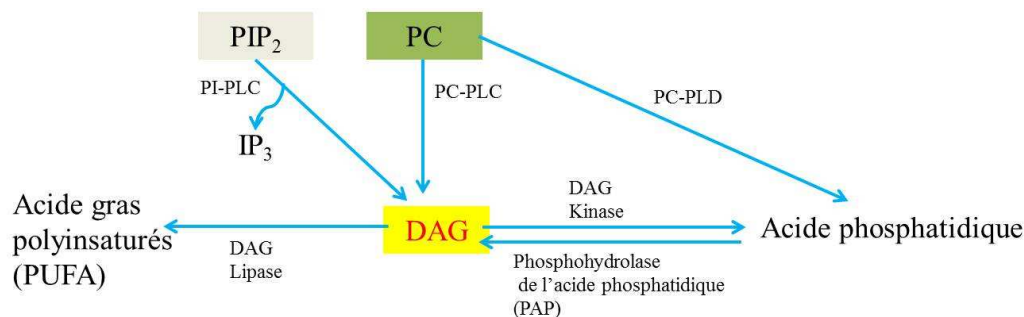 PIP₂
PC
PI-PLC
PC-PLC
PC-PLD
IP₃
Acide gras
polyinsaturés
(PUFA)
DAG
Lipase
DAG
DAG
Kinase
Phosphohydrolase
de l’acide phosphatidique
(PAP)
Acide phosphatidique